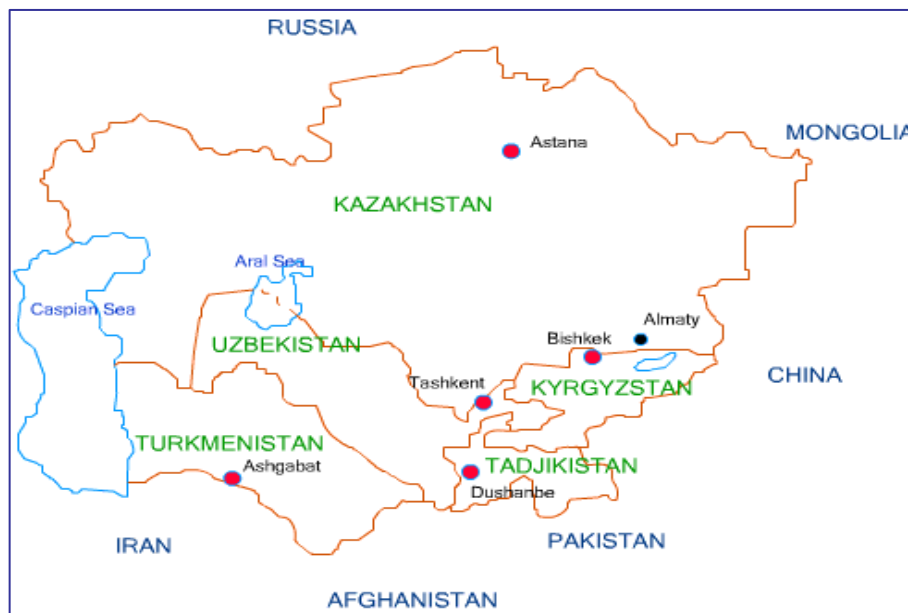 RUSSIA
MONGOLIA
Astana
KAZAKHSTAN
Aral Sea
Caspian Sea
Almaty
UZBEKISTAN
Bishkek
CHINA
Tashkent
KYRGYZSTAN
TURKMENISTAN
Ashgabat
TADJIKISTAN
Dushanbe
IRAN
PAKISTAN
AFGHANISTAN